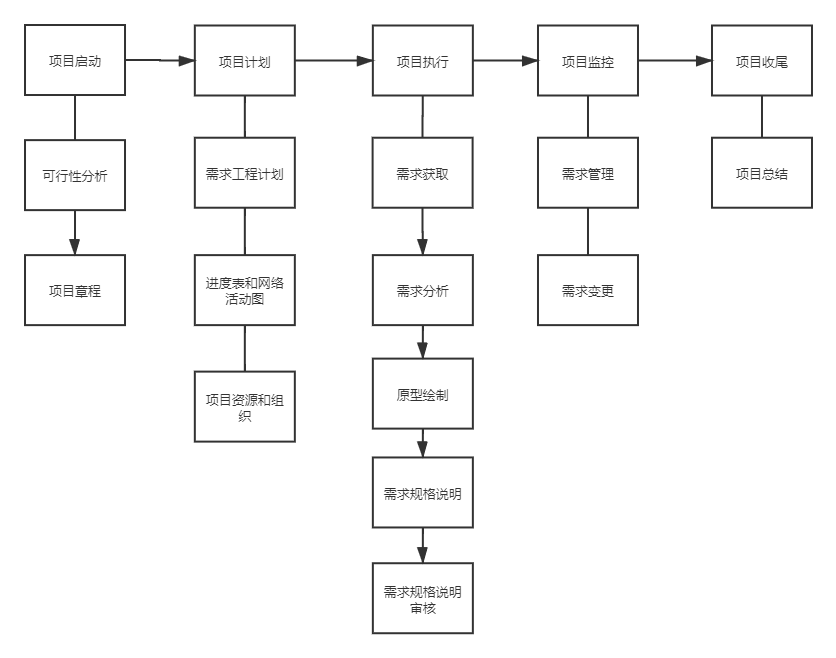 项目启动
项目计划
项目执行
项目监控
项目收尾
可行性分析
需求工程计划
需求获取
需求管理
项目总结
项目章程
进度表和网络
活动图
需求分析
需求变更
项目资源和组
织
原型绘制
需求规格说明
需求规格说明
审核